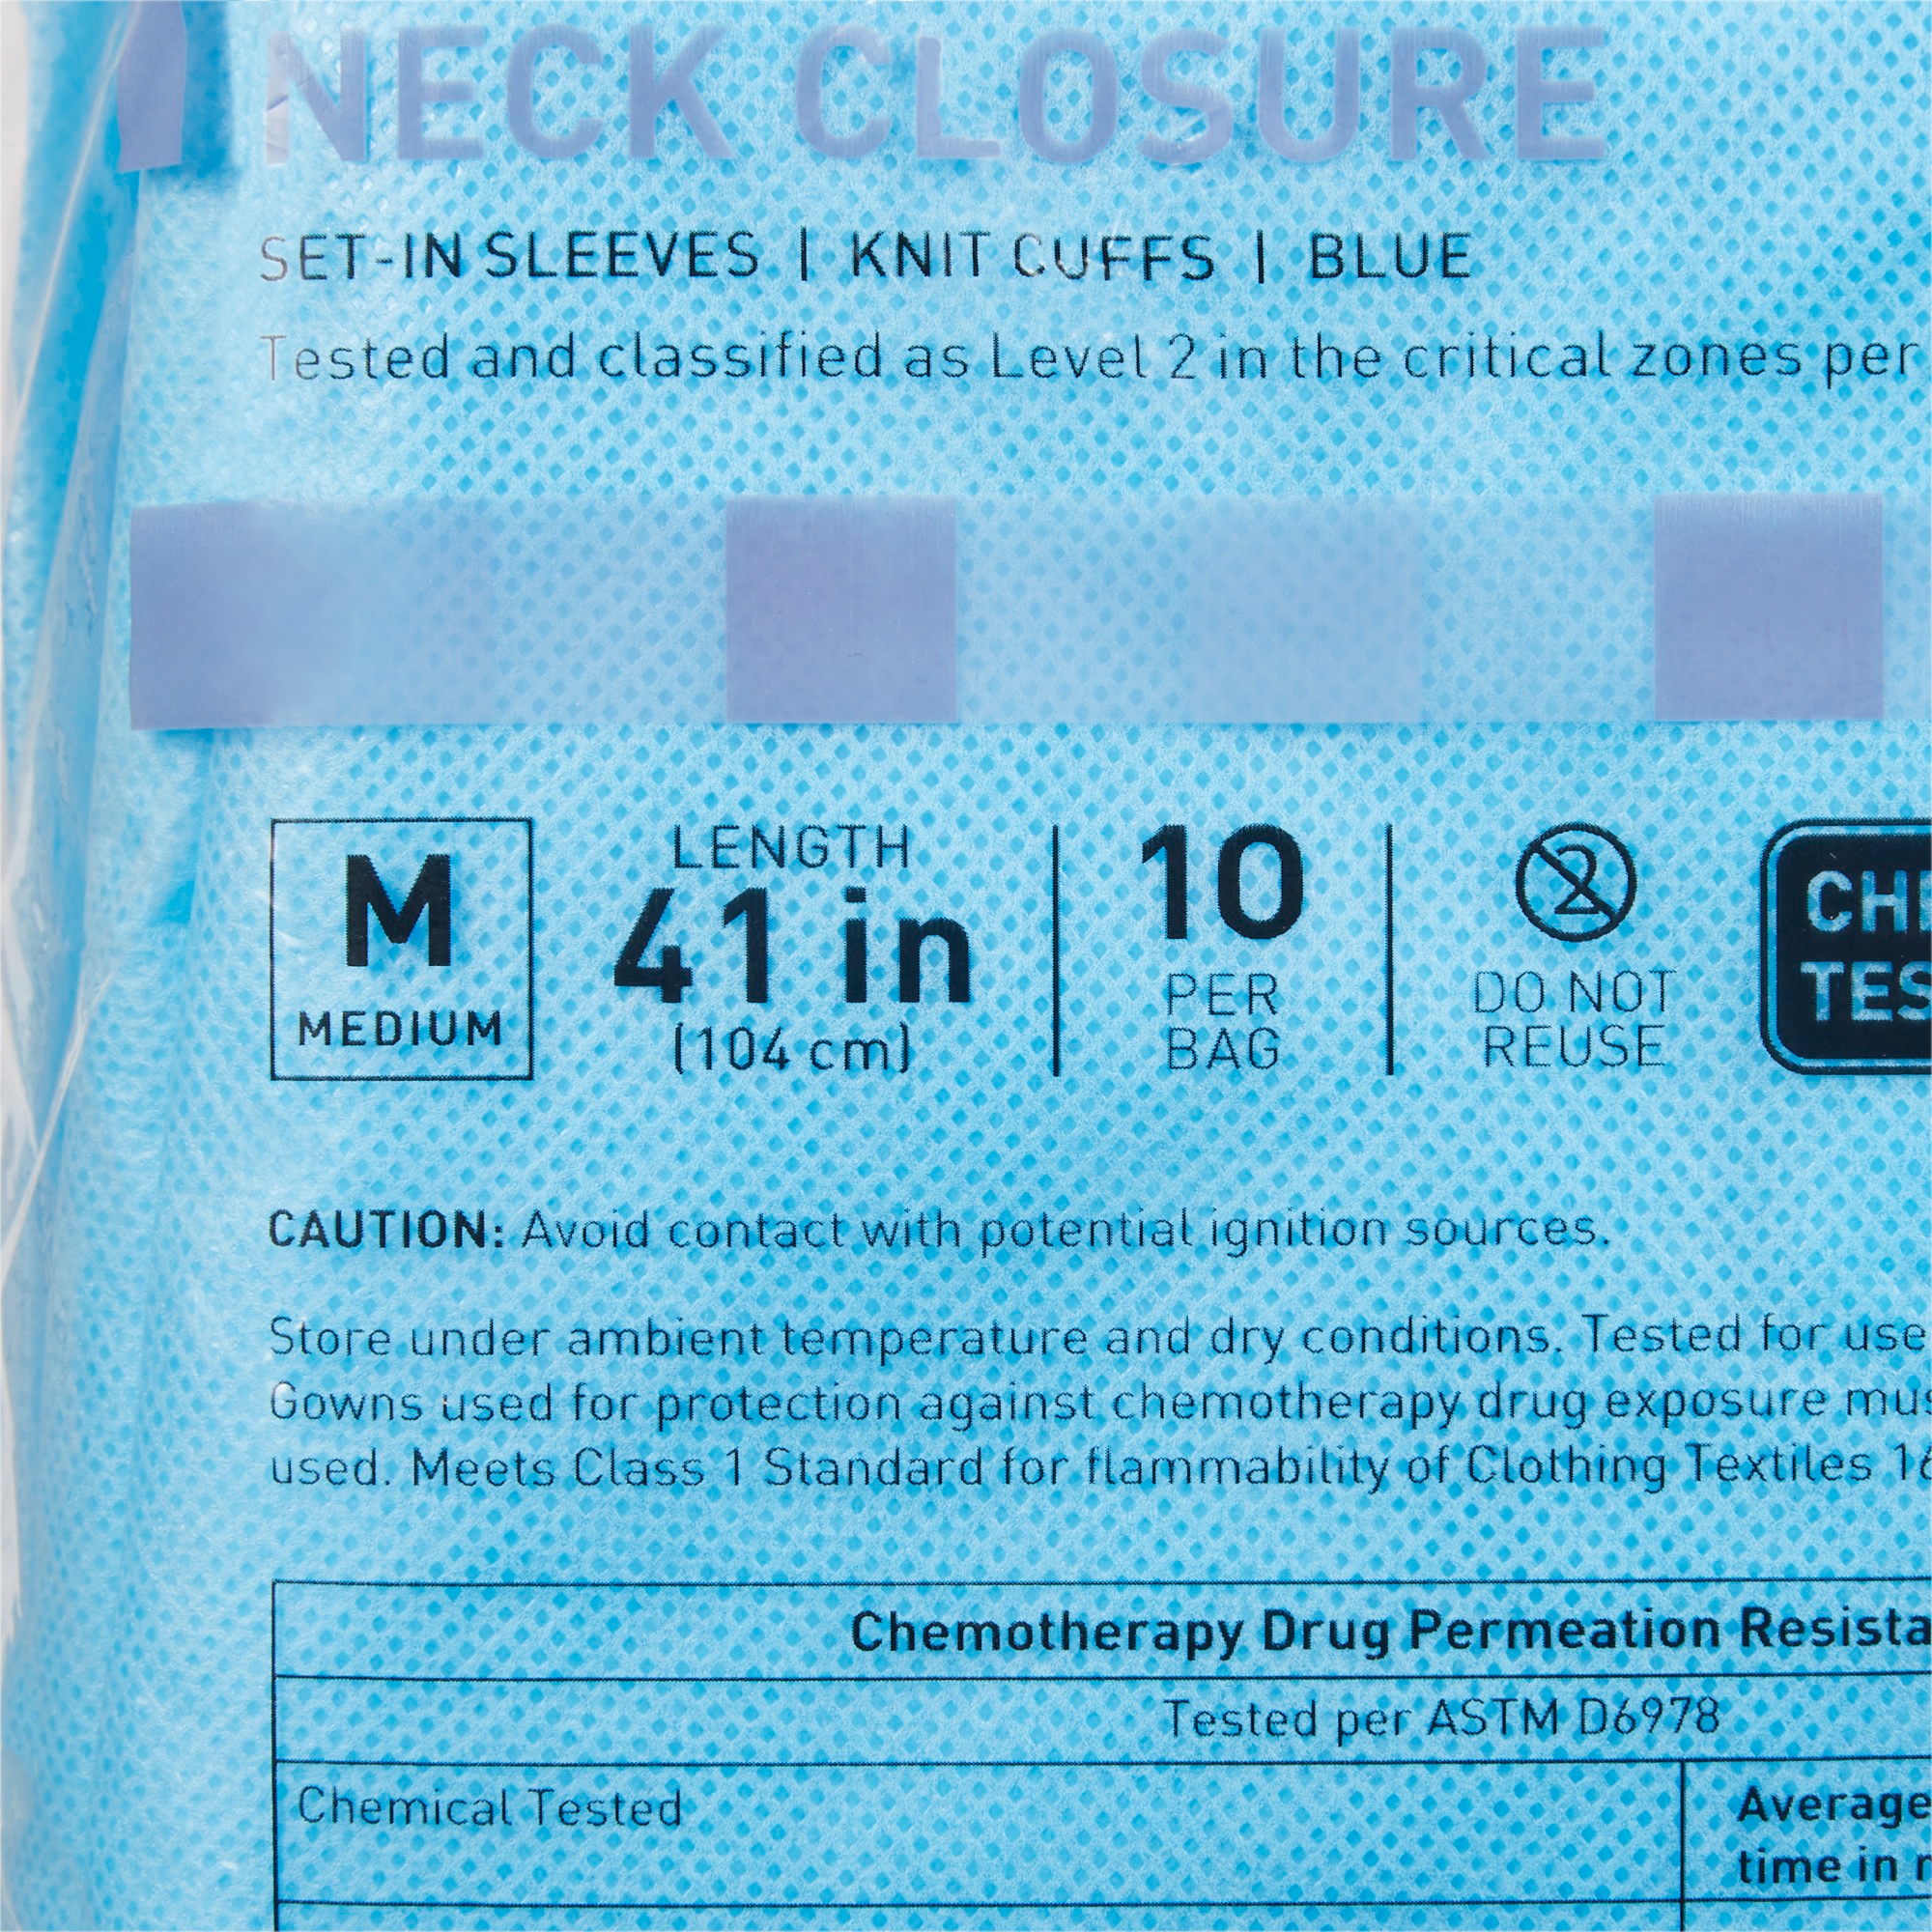 NECK CLOSURE
SET-IN SLEEVES | KNIT CUFFS | BLUE
Tested and classified as Level 2 in the critical zones per
M
MEDIUM
LENGTH
41 in
(104 cm)
10
PER
BAG
2
DO NOT
REUSE
CAUTION: Avoid contact with potential ignition sources.
Store under ambient temperature and dry conditions. Tested for use
Gowns used for protection against chemotherapy drug exposure
used. Meets Class 1 Standard for flammability of Clothing Textiles
Chemotherapy Drug Permeation
Tested per ASTM D6978
Chemical Tested
Average
time in